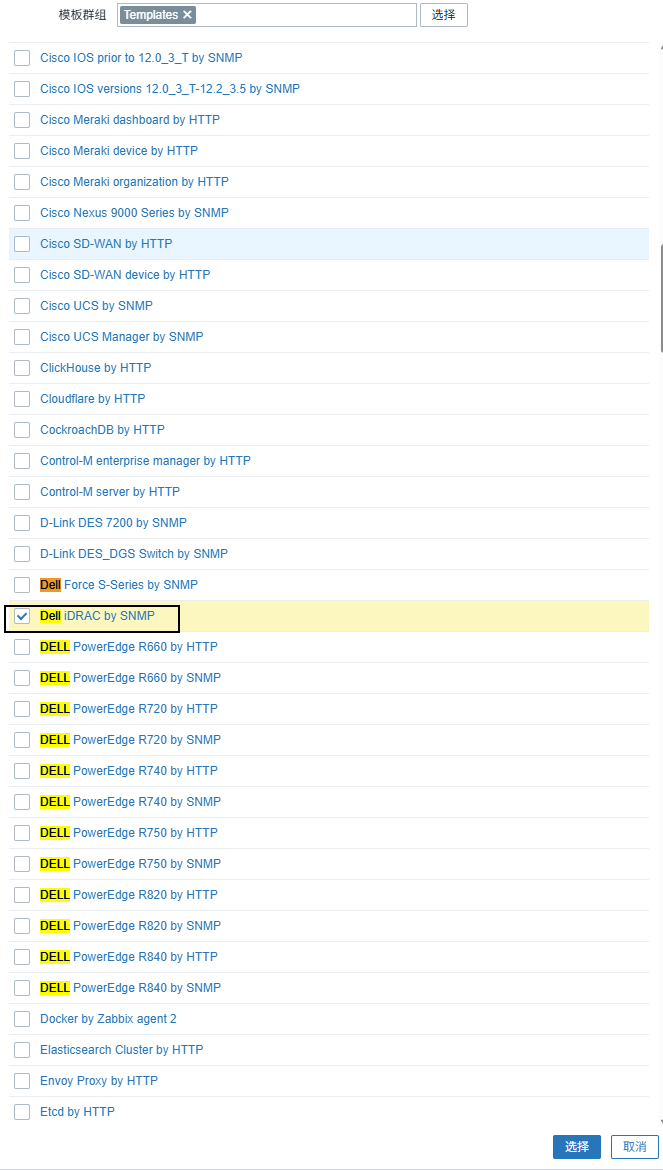 模板群组 Templates ✕ 选择
Cisco IOS prior to 12.0_3_T by SNMP
Cisco IOS versions 12.0_3_T-12.2_3.5 by SNMP
Cisco Meraki dashboard by HTTP
Cisco Meraki device by HTTP
Cisco Meraki organization by HTTP
Cisco Nexus 9000 Series by SNMP
Cisco SD-WAN by HTTP
Cisco SD-WAN device by HTTP
Cisco UCS by SNMP
Cisco UCS Manager by SNMP
ClickHouse by HTTP
Cloudflare by HTTP
CockroachDB by HTTP
Control-M enterprise manager by HTTP
Control-M server by HTTP
D-Link DES 7200 by SNMP
D-Link DES_DGS Switch by SNMP
Dell Force S-Series by SNMP
Dell iDRAC by SNMP
DELL PowerEdge R660 by HTTP
DELL PowerEdge R660 by SNMP
DELL PowerEdge R720 by HTTP
DELL PowerEdge R720 by SNMP
DELL PowerEdge R740 by HTTP
DELL PowerEdge R740 by SNMP
DELL PowerEdge R750 by HTTP
DELL PowerEdge R750 by SNMP
DELL PowerEdge R820 by HTTP
DELL PowerEdge R820 by SNMP
DELL PowerEdge R840 by HTTP
DELL PowerEdge R840 by SNMP
Docker by Zabbix agent 2
Elasticsearch Cluster by HTTP
Envoy Proxy by HTTP
Etcd by HTTP
选择 取消